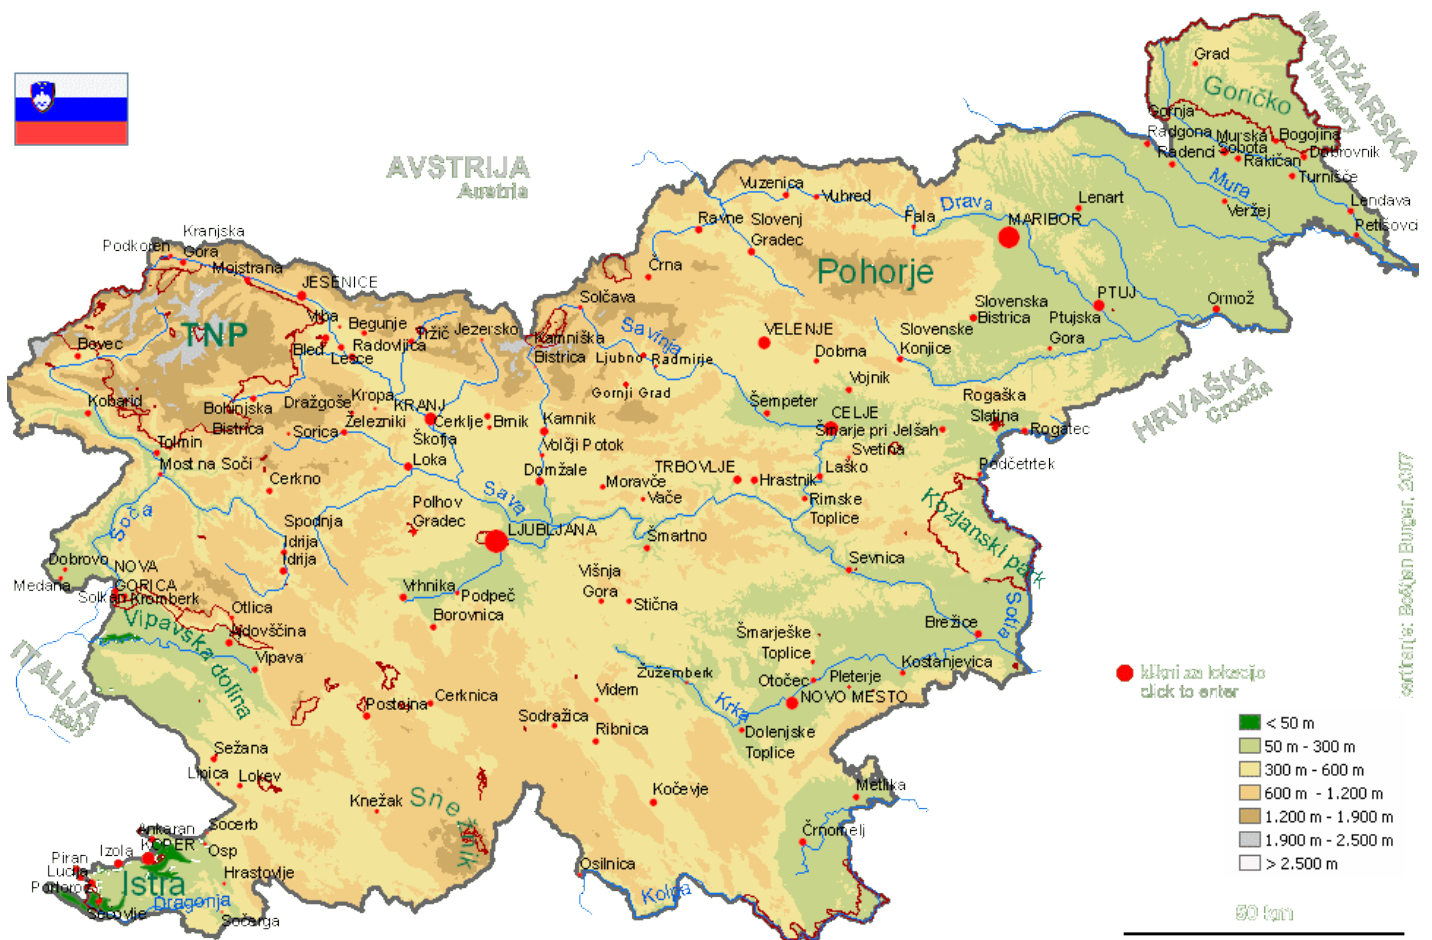 MADŽARSKA
Hungary
Grad
Goričko
Gornja
Radgona
Murska
Sobota
Bogojina
Radenci
Rakičan
Dobrovnik
Turnišče
AVSTRIJA
Austria
Vuzenica
Vuhred
Mura
Lenart
Veržej
Lendava
Petišovci
Drava
Fala
MARIBOR
Ravne
Slovenj
Gradec
Kranjska
Gora
Podkoren
Mojstrana
JESENICE
Črna
Pohorje
Solčava
PTUJ
Ormož
Slovenska
Bistrica
Ptujska
Gora
TNP
Vrba
Begunje
Radovljica
Tržič
Jezersko
Savinja
VELENJE
Slovenske
Konjice
Bovec
Bled
Lesce
Kamniška
Bistrica
Ljubno
Radmirje
Dobrna
HRVAŠKA
Croatia
Gornji Grad
Vojnik
Kobarid
Bohinjska
Bistrica
Dražgoše
Kropa
KRANJ
Železniki
Cerklje
Brnik
Kamnik
Šempeter
CELJE
Rogaška
Slatina
Rogatec
Sorica
Škofja
Loka
Volčji Potok
Šmarje pri Jelšah
Svetina
Tolmin
Most na Soči
Domžale
TRBOVLJE
Hrastnik
Laško
Podčetrtek
Cerkno
Sava
Moravče
Vače
Rimske
Toplice
Kozjanski park
Soča
Spodnja
Idrija
Idrija
Polhov
Gradec
LJUBLJANA
Šmartno
Sevnica
Dobrovo
Medana
NOVA
GORICA
Solkan
Kromberk
Vrhnika
Podpeč
Višnja
Gora
Stična
Sotla
Otlica
Borovnica
Brežice
ITALIJA
Italy
Vipavska dolina
Ajdovščina
Vipava
Šmarješke
Toplice
Kostanjevica
Žužemberk
Otočec
Pleterje
klikni za lokacijo
click to enter
Postojna
Cerknica
Videm
Krka
NOVO MESTO
Sodražica
Ribnica
Dolenjske
Toplice
Sežana
Lipica
Lokev
Knežak
Snežnik
Kočevje
Metlika
Črnomelj
Ankaran
Socerb
KOPER
Osp
Izola
Piran
Lucija
Portorož
Istra
Hrastovlje
Dragonja
Sečovlje
Sočerga
Osilnica
Kolpa
kartiranje: Boštjan Burger, 2007
< 50 m
50 m - 300 m
300 m - 600 m
600 m - 1.200 m
1.200 m - 1.900 m
1.900 m - 2.500 m
> 2.500 m
50 km